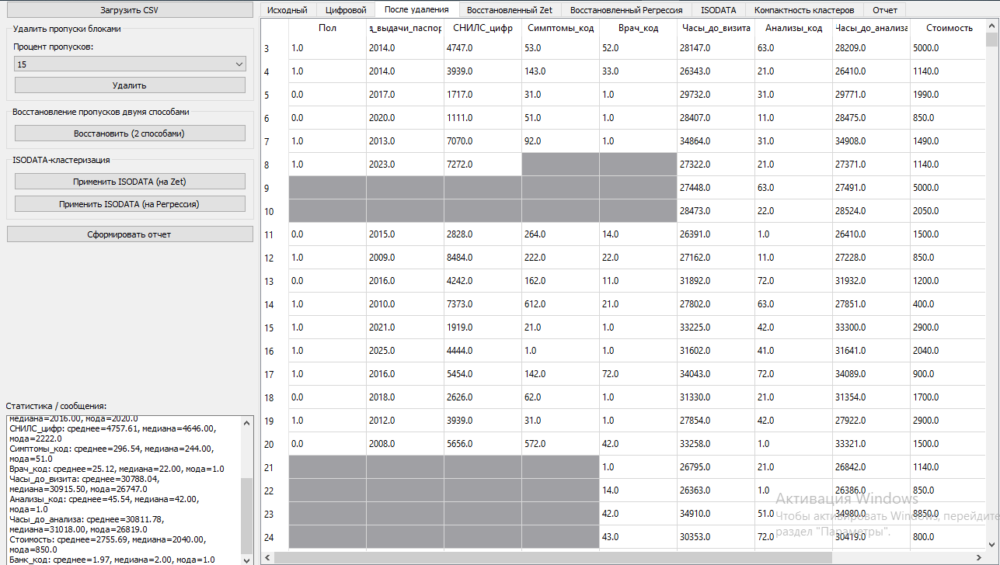 Загрузить CSV
Удалить пропуски блоками
Процент пропусков:
15
Удалить
Восстановление пропусков двумя способами
Восстановить (2 способами)
ISODATA-кластеризация
Применить ISODATA (на Zet)
Применить ISODATA (на Регрессия)
Сформировать отчет
Статистика / сообщения:
медиана=2016.00, мода=2020.0
СНИЛС_цифр: среднее=4757.61, медиана=4646.00,
мода=2222.0
Симптомы_код: среднее=296.54, медиана=244.00,
мода=51.0
Врач_код: среднее=25.12, медиана=22.00, мода=1.0
Часы_до_визита: среднее=30788.04,
медиана=30915.50, мода=26747.0
Анализы_код: среднее=45.54, медиана=42.00,
мода=1.0
Часы_до_анализа: среднее=30811.78,
медиана=31018.00, мода=26819.0
Стоимость: среднее=2755.69, медиана=2040.00,
мода=850.0
Банк_код: среднее=1.97, медиана=2.00, мода=1.0
Исходный Цифровой После удаления Восстановленный Zet Восстановленный Регрессия ISODATA Компактность кластеров Отчет
Пол д_выдачи_паспор СНИЛС_цифр Симптомы_код Врач_код Часы_до_визита Анализы_код Часы_до_анализа Стоимость
3 1.0 2014.0 4747.0 53.0 52.0 28147.0 63.0 28209.0 5000.0
4 1.0 2014.0 3939.0 143.0 33.0 26343.0 21.0 26410.0 1140.0
5 0.0 2017.0 1717.0 31.0 1.0 29732.0 31.0 29771.0 1990.0
6 0.0 2020.0 1111.0 51.0 1.0 28407.0 11.0 28475.0 850.0
7 1.0 2013.0 7070.0 92.0 1.0 34864.0 31.0 34908.0 1490.0
8 1.0 2023.0 7272.0 27322.0 21.0 27371.0 1140.0
9 27448.0 63.0 27491.0 5000.0
10 28473.0 22.0 28524.0 2050.0
11 0.0 2015.0 2828.0 264.0 14.0 26391.0 1.0 26410.0 1500.0
12 1.0 2009.0 8484.0 222.0 22.0 27162.0 11.0 27228.0 850.0
13 0.0 2016.0 4242.0 162.0 11.0 31892.0 72.0 31932.0 1200.0
14 1.0 2010.0 7373.0 612.0 21.0 27802.0 63.0 27851.0 400.0
15 1.0 2021.0 1919.0 21.0 1.0 33225.0 42.0 33300.0 2900.0
16 1.0 2025.0 4444.0 1.0 1.0 31602.0 41.0 31641.0 2040.0
17 1.0 2016.0 5454.0 142.0 72.0 34043.0 72.0 34089.0 900.0
18 0.0 2018.0 2626.0 62.0 1.0 31330.0 21.0 31354.0 1700.0
19 1.0 2012.0 3939.0 31.0 1.0 27854.0 42.0 27922.0 2900.0
20 0.0 2008.0 5656.0 572.0 42.0 33258.0 1.0 33321.0 1500.0
21 1.0 26795.0 21.0 26842.0 1140.0
22 14.0 26363.0 1.0 26386.0 850.0
23 42.0 34910.0 51.0 34980.0 8850.0
24 43.0 30353.0 72.0 30419.0 800.0
Активация Windows
Чтобы активировать Windows, перейдите
раздел "Параметры".